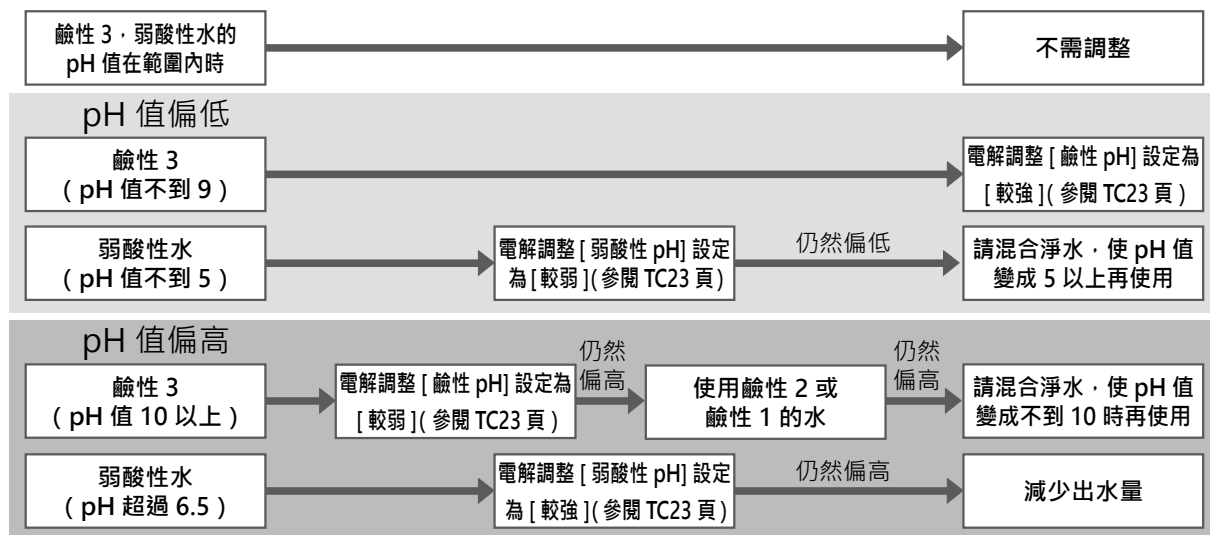 鹼性 3，弱酸性水的
pH 值在範圍內時
不需調整
pH 值偏低
鹼性 3
( pH 值不到 9 )
電解調整 [ 鹼性 pH] 設定為
[ 較強 ]( 參閱 TC23 頁 )
弱酸性水
( pH 值不到 5 )
電解調整 [ 弱酸性 pH] 設定
為 [ 較弱 ]( 參閱 TC23 頁 )
仍然偏低
請混合淨水，使 pH 值
變成 5 以上再使用
pH 值偏高
鹼性 3
( pH 值 10 以上 )
電解調整 [ 鹼性 pH] 設定為
[ 較弱 ]( 參閱 TC23 頁 )
仍然
偏高
使用鹼性 2 或
鹼性 1 的水
仍然
偏高
請混合淨水，使 pH 值
變成不到 10 時再使用
弱酸性水
( pH 超過 6.5 )
電解調整 [ 弱酸性 pH] 設定
為 [ 較強 ]( 參閱 TC23 頁 )
仍然偏高
減少出水量